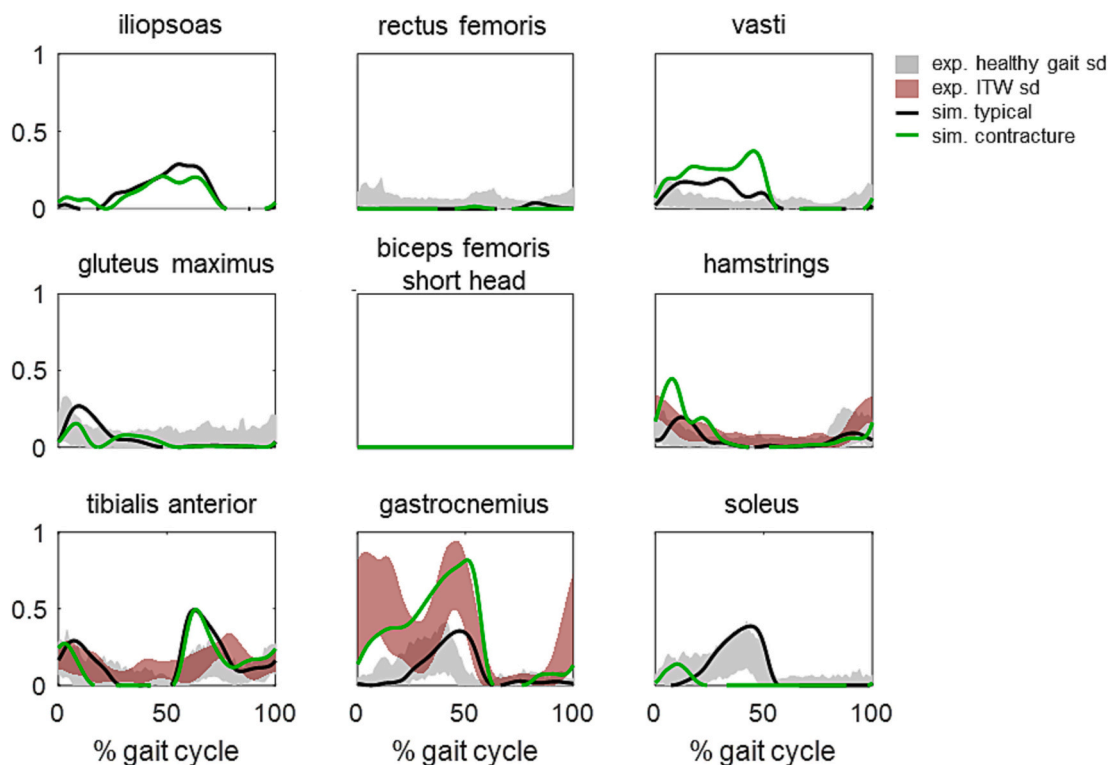 iliopsoas
rectus femoris
vasti
1
0.5
0
exp. healthy gait sd
exp. ITW sd
sim. typical
sim. contracture
gluteus maximus
biceps femoris
short head
hamstrings
1
0.5
0
tibialis anterior
gastrocnemius
soleus
1
0.5
0
0 50 100
0 50 100
0 50 100
% gait cycle
% gait cycle
% gait cycle